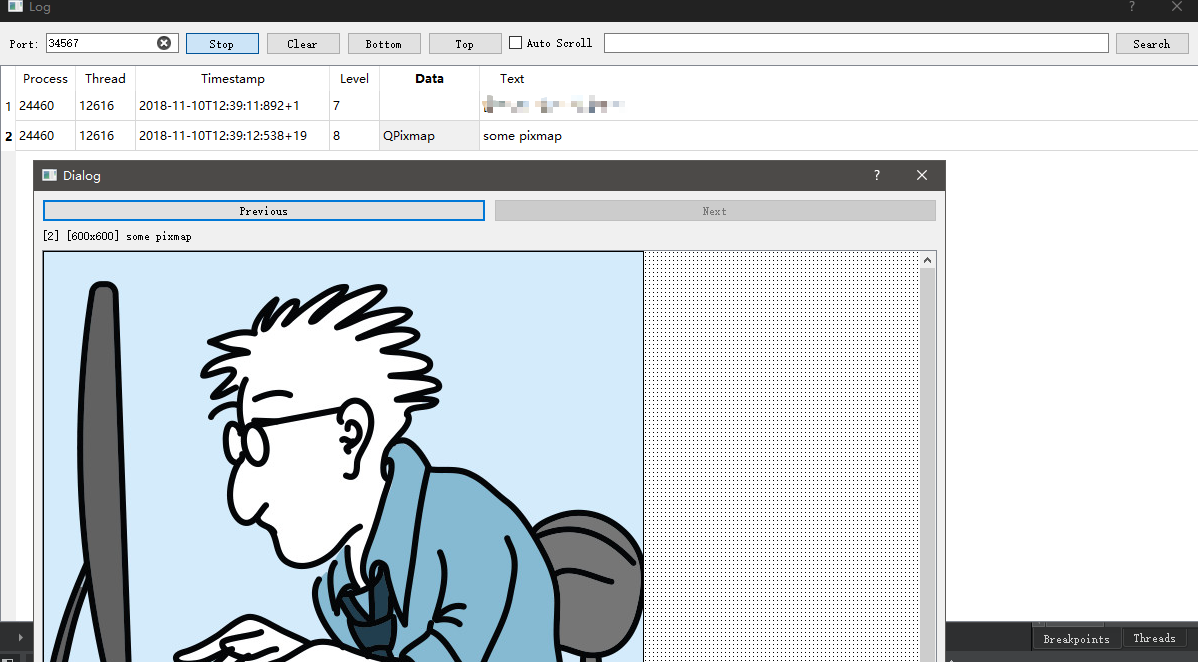 Log
Port: 34567 Stop Clear Bottom Top Auto Scroll Search
Process Thread Timestamp Level Data Text
1 24460 12616 2018-11-10T12:39:11:892+1 7
2 24460 12616 2018-11-10T12:39:12:538+19 8 QPixmap some pixmap
Dialog
Previous Next
[2] [600x600] some pixmap
Breakpoints Threads